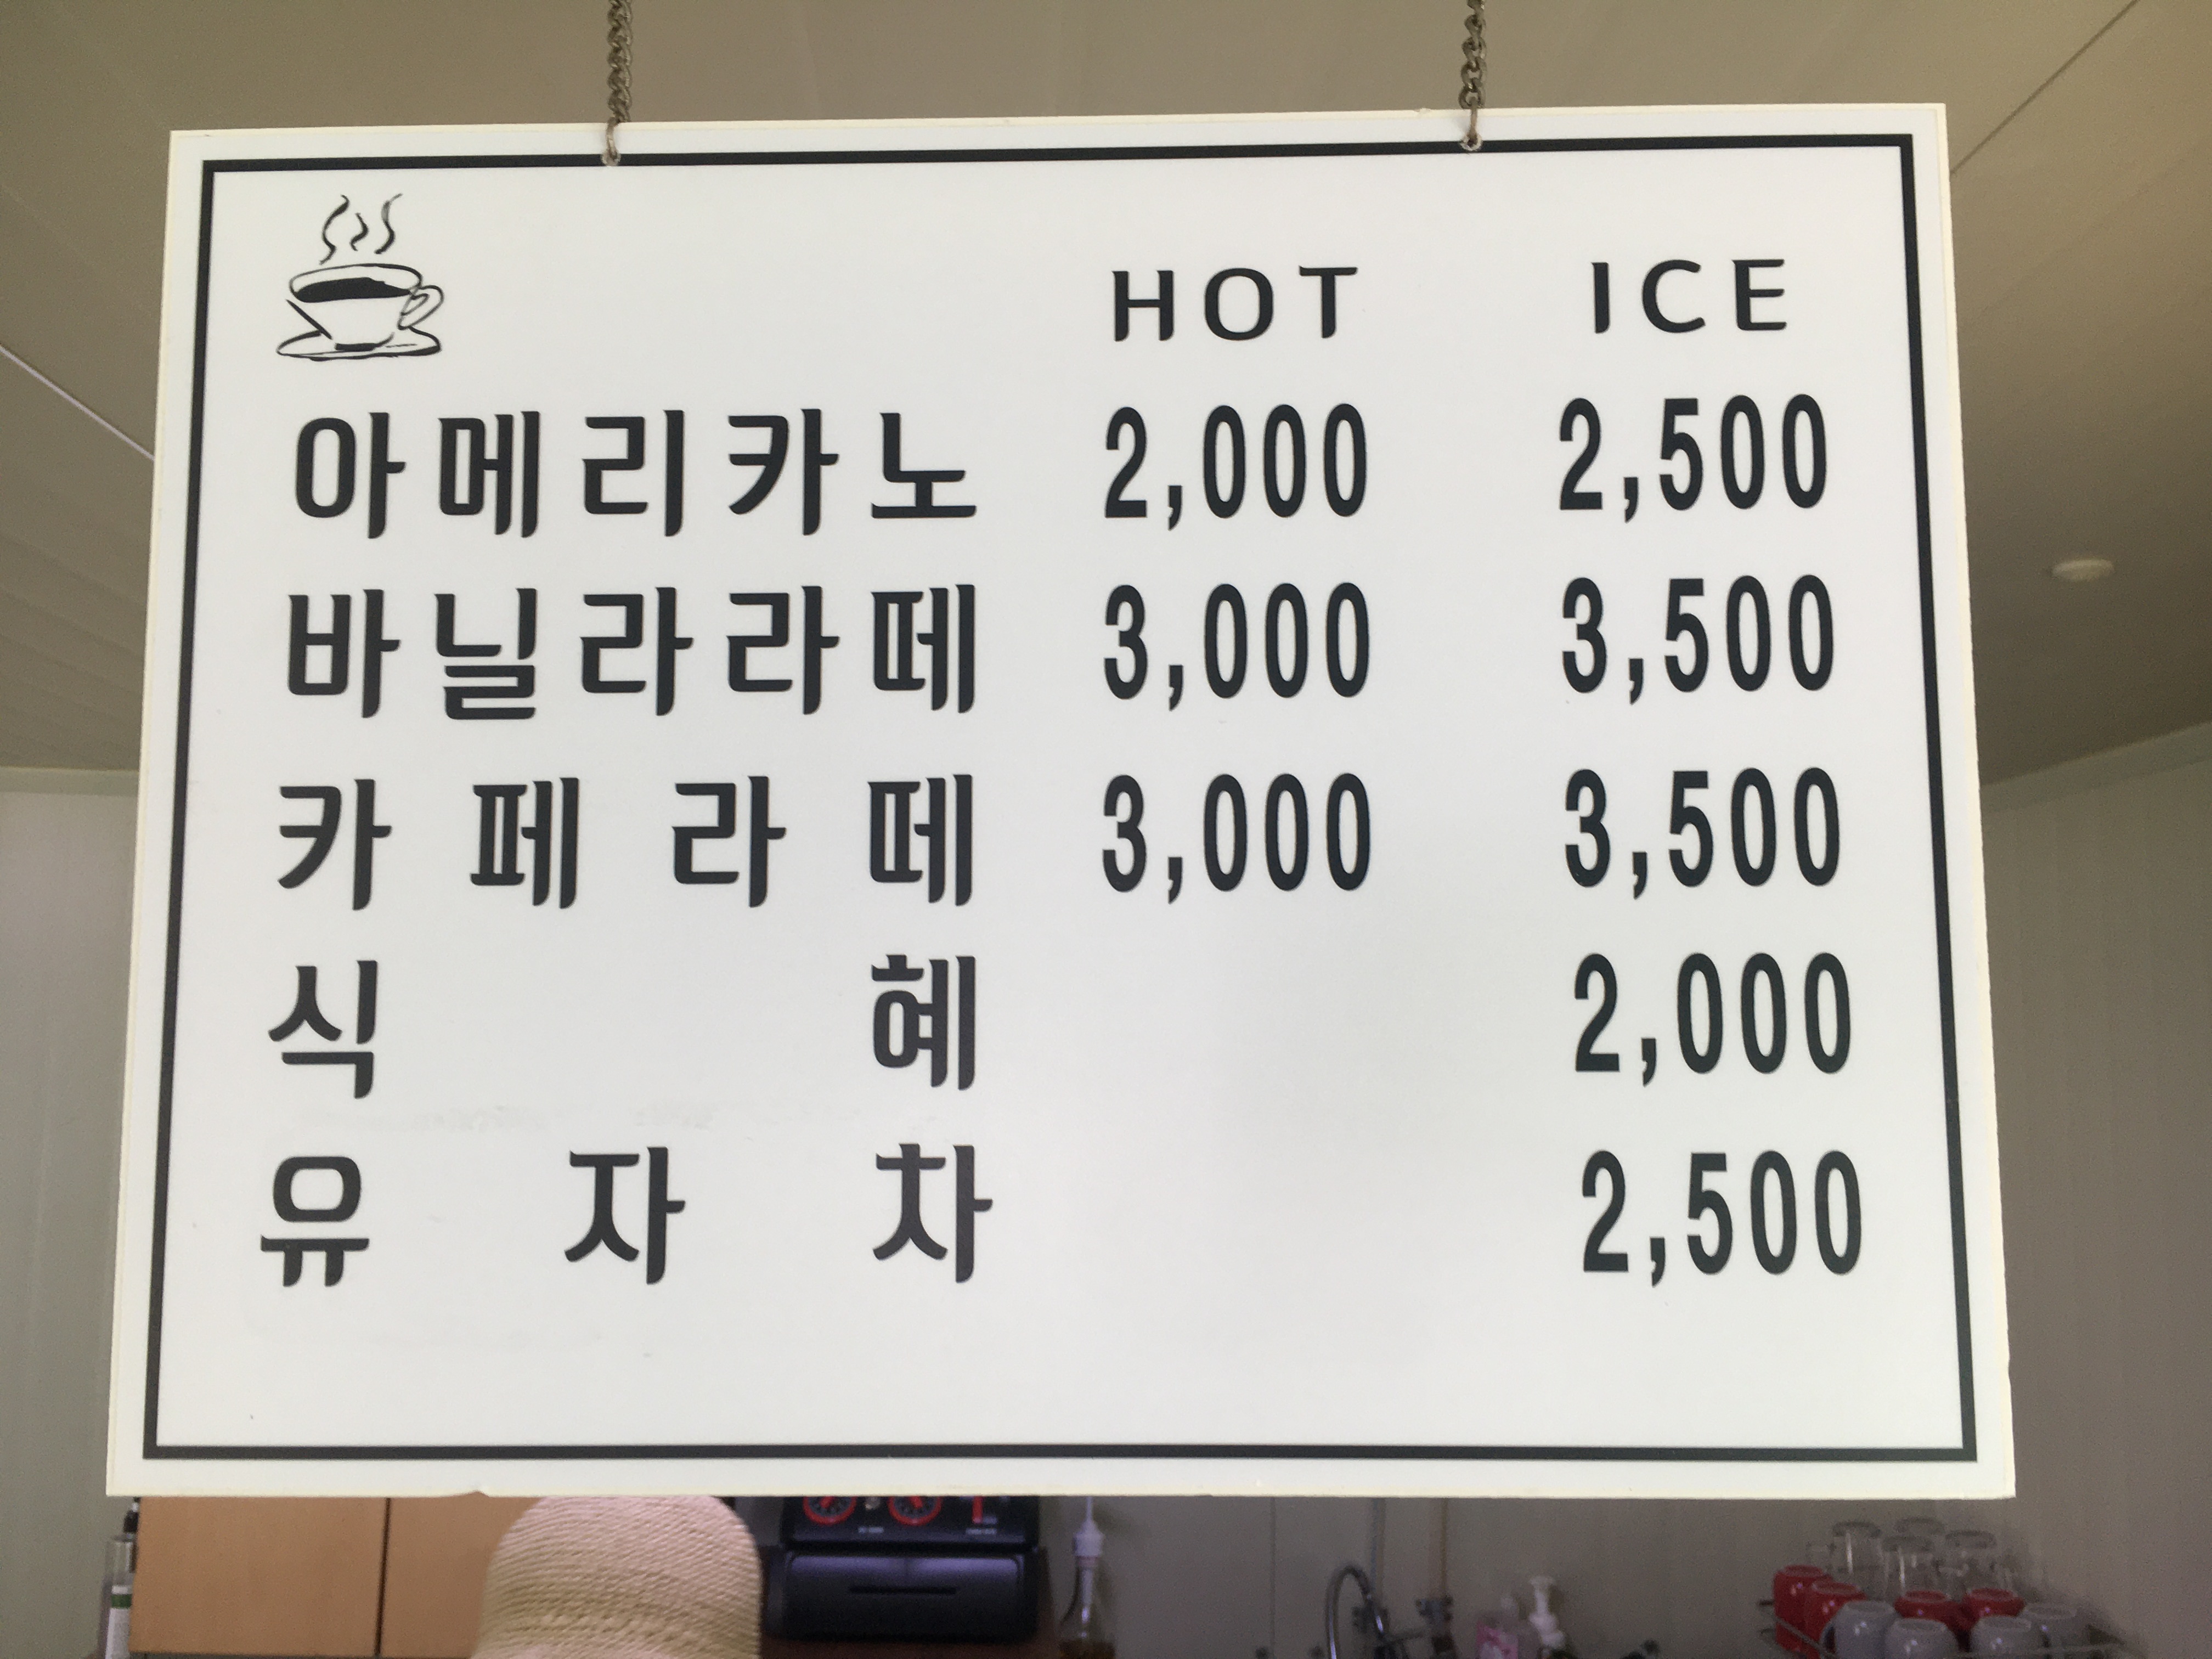 HOT ICE
아메리카노 2,000 2,500
바닐라라떼 3,000 3,500
카페라떼 3,000 3,500
식혜 2,000
유자차 2,500